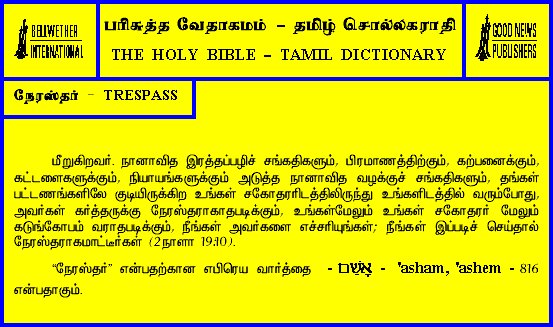 BELLWETHER
INTERNATIONAL
பரிசுத்த வேதாகமம் – தமிழ் சொல்லகராதி
THE HOLY BIBLE – TAMIL DICTIONARY
GOOD NEWS
PUBLISHERS
நேரஸ்தர் - TRESPASS
மீறுகிறவர். நானாவித இரத்தப்பழிச் சங்கதிகளும், பிரமாணத்திற்கும், கற்பனைக்கும்,
கட்டளைகளுக்கும், நியாயங்களுக்கும் அடுத்த நானாவித வழக்குச் சங்கதிகளும், தங்கள்
பட்டணங்களிலே குடியிருக்கிற உங்கள் சகோதரரிடத்திலிருந்து உங்களிடத்தில் வரும்போது,
அவர்கள் கர்த்தருக்கு நேரஸ்தராகாதபடிக்கும், உங்கள்மேலும் உங்கள் சகோதரர் மேலும்
கடுங்கோபம் வராதபடிக்கும், நீங்கள் அவர்களை எச்சரியுங்கள்; நீங்கள் இப்படிச் செய்தால்
நேரஸ்தராகமாட்டீர்கள் (2நாளா 19:10).
“நேரஸ்தர்” என்பதற்கான எபிரெய வார்த்தை - אָשַׁם - 'asham, 'ashem - 816
என்பதாகும்.